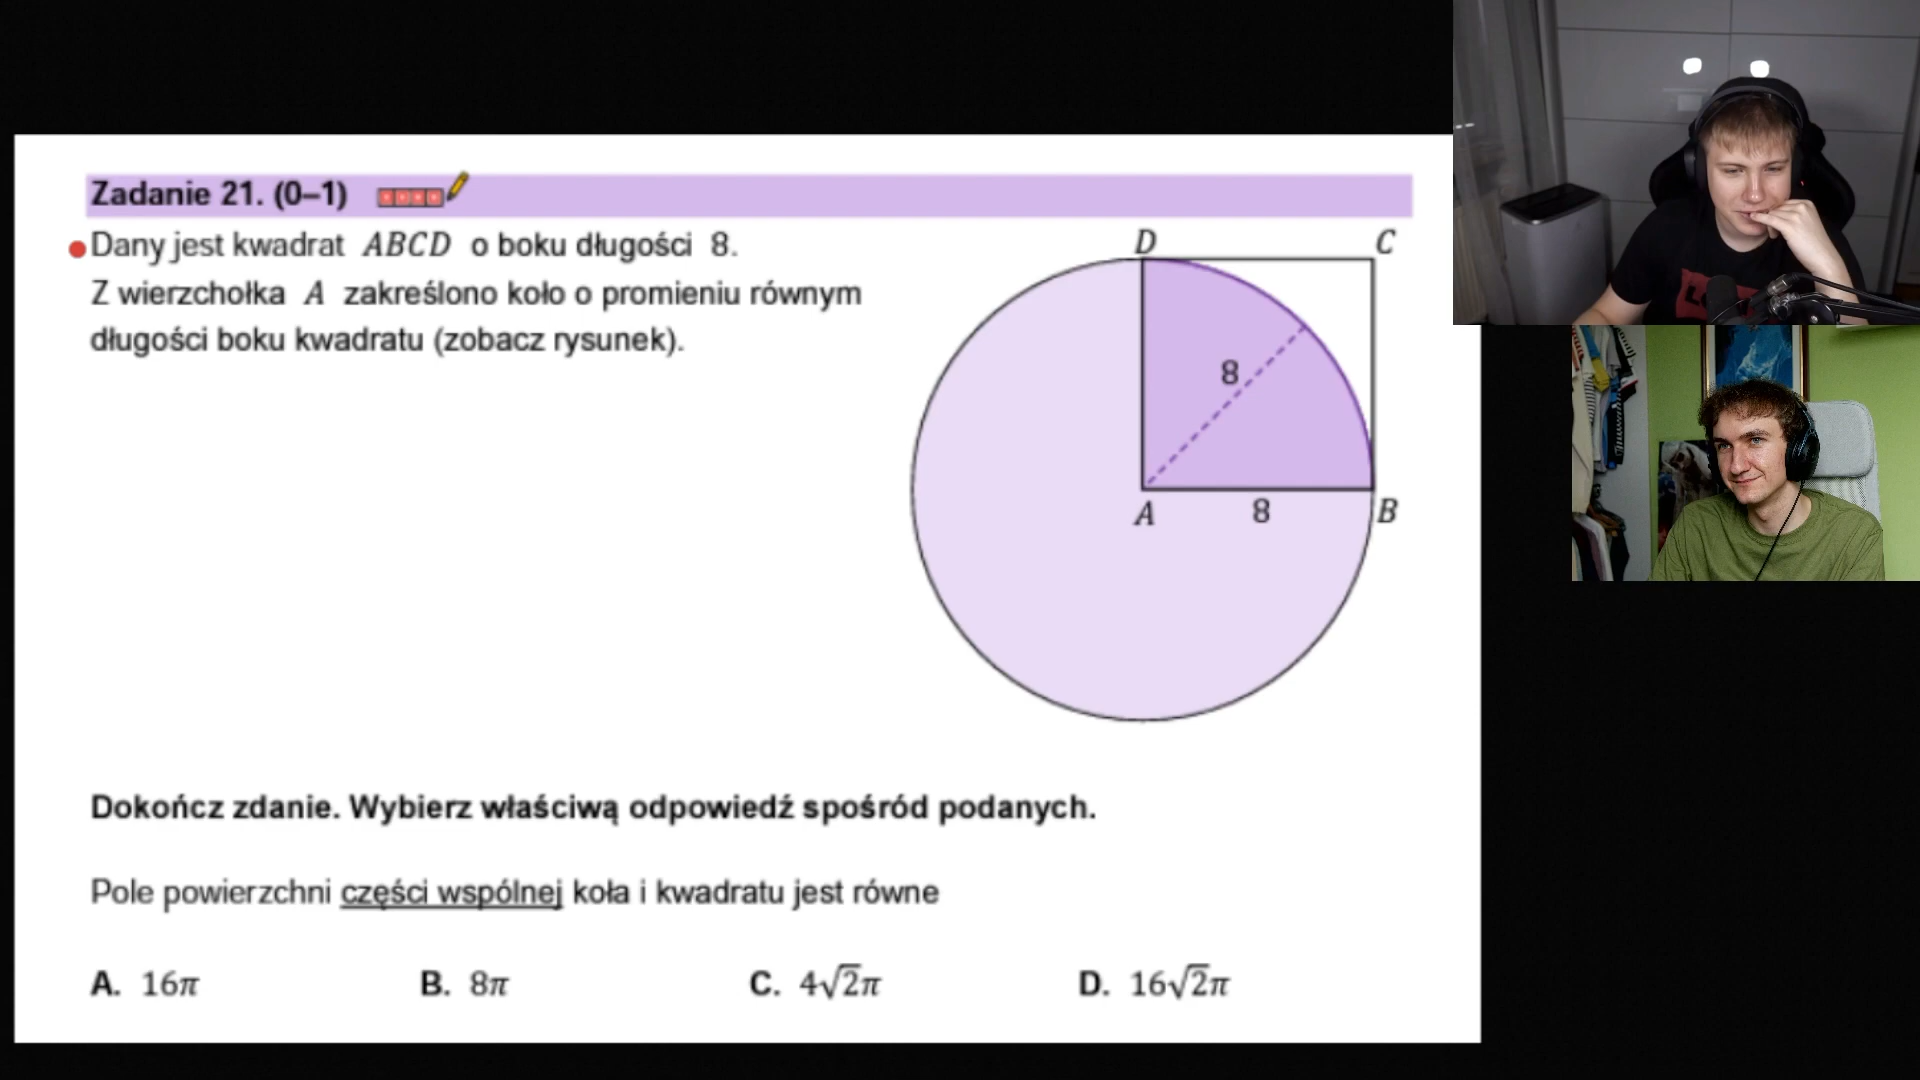 Zadanie 21. (0–1)
Dany jest kwadrat ABCD o boku długości 8.
Z wierzchołka A zakreślono koło o promieniu równym
długości boku kwadratu (zobacz rysunek).
D
C
8
A
8
B
Dokończ zdanie. Wybierz właściwą odpowiedź spośród podanych.
Pole powierzchni części wspólnej koła i kwadratu jest równe
A. 16π B. 8π C. 4√2π D. 16√2π